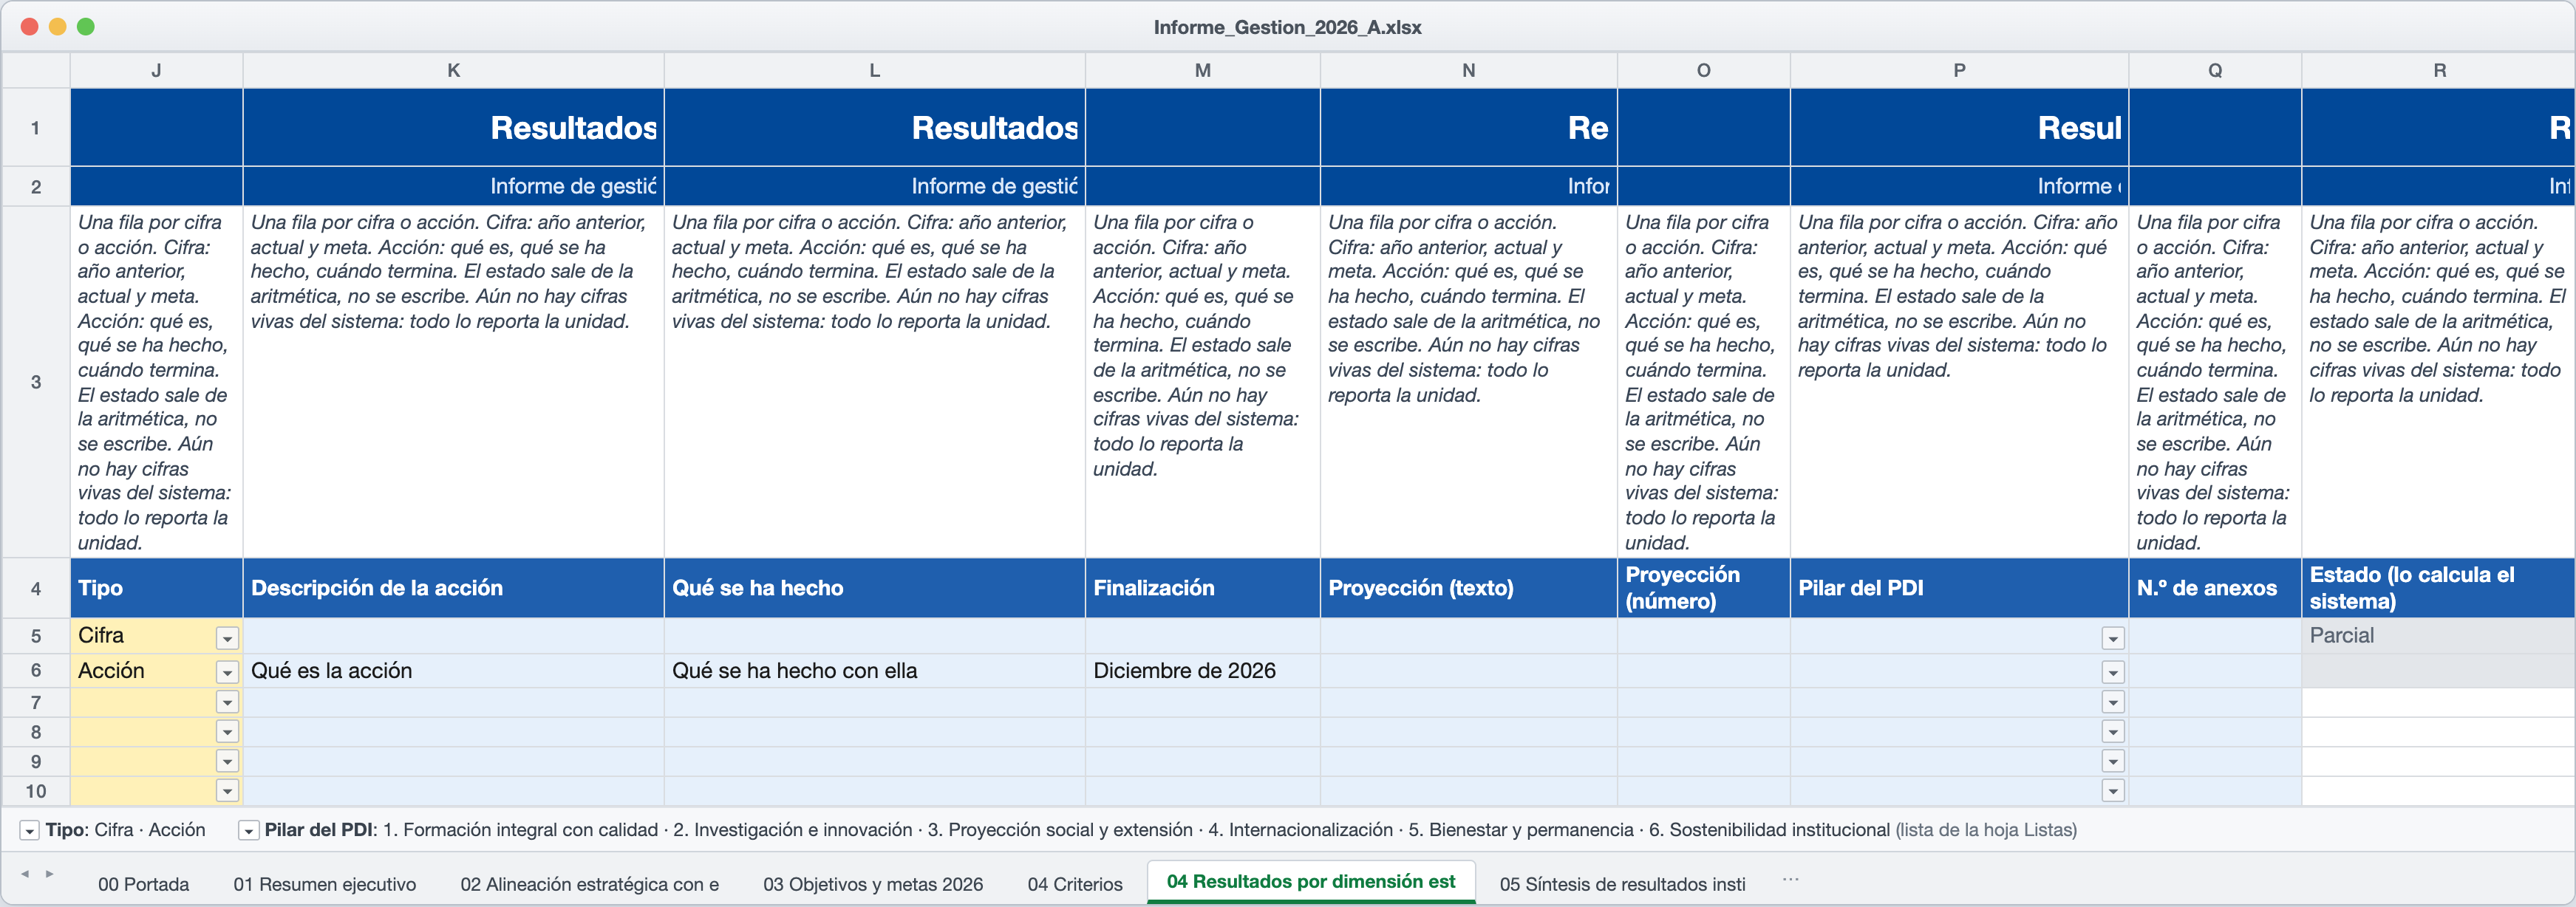 Informe_Gestion_2026_A.xlsx
J K L M N O P Q R
1 Resultados Resultados Re Resul R
2 Informe de gestió Informe de gestió Infor Informe Inf
3
Una fila por cifra
o acción. Cifra:
año anterior,
actual y meta.
Acción: qué es,
qué se ha hecho,
cuándo termina.
El estado sale de
la aritmética, no
se escribe. Aún
no hay cifras
vivas del sistema:
todo lo reporta la
unidad.
Una fila por cifra o acción. Cifra: año anterior,
actual y meta. Acción: qué es, qué se ha
hecho, cuándo termina. El estado sale de la
aritmética, no se escribe. Aún no hay cifras
vivas del sistema: todo lo reporta la unidad.
Una fila por cifra o acción. Cifra: año anterior,
actual y meta. Acción: qué es, qué se ha
hecho, cuándo termina. El estado sale de la
aritmética, no se escribe. Aún no hay cifras
vivas del sistema: todo lo reporta la unidad.
Una fila por cifra o
acción. Cifra: año
anterior, actual y meta.
Acción: qué es, qué se
ha hecho, cuándo
termina. El estado sale
de la aritmética, no se
escribe. Aún no hay
cifras vivas del sistema:
todo lo reporta la
unidad.
Una fila por cifra o acción.
Cifra: año anterior, actual y
meta. Acción: qué es, qué se
ha hecho, cuándo termina. El
estado sale de la aritmética, no
se escribe. Aún no hay cifras
vivas del sistema: todo lo
reporta la unidad.
Una fila por cifra
o acción. Cifra:
año anterior,
actual y meta.
Acción: qué es,
qué se ha hecho,
cuándo termina.
El estado sale de
la aritmética, no
se escribe. Aún
no hay cifras
vivas del sistema:
todo lo reporta la
unidad.
Una fila por cifra o acción. Cifra: año
anterior, actual y meta. Acción: qué
es, qué se ha hecho, cuándo
termina. El estado sale de la
aritmética, no se escribe. Aún no
hay cifras vivas del sistema: todo lo
reporta la unidad.
Una fila por cifra
o acción. Cifra:
año anterior,
actual y meta.
Acción: qué es,
qué se ha hecho,
cuándo termina.
El estado sale de
la aritmética, no
se escribe. Aún
no hay cifras
vivas del sistema:
todo lo reporta la
unidad.
Una fila por cifra o acción.
Cifra: año anterior, actual y
meta. Acción: qué es, qué se
ha hecho, cuándo termina. El
estado sale de la aritmética,
no se escribe. Aún no hay
cifras vivas del sistema: todo
lo reporta la unidad.
4 Tipo Descripción de la acción Qué se ha hecho Finalización Proyección (texto) Proyección (número) Pilar del PDI N.º de anexos Estado (lo calcula el sistema)
5 Cifra Parcial
6 Acción Qué es la acción Qué se ha hecho con ella Diciembre de 2026
7
8
9
10
Tipo: Cifra · Acción Pilar del PDI: 1. Formación integral con calidad · 2. Investigación e innovación · 3. Proyección social y extensión · 4. Internacionalización · 5. Bienestar y permanencia · 6. Sostenibilidad institucional (lista de la hoja Listas)
00 Portada 01 Resumen ejecutivo 02 Alineación estratégica con e 03 Objetivos y metas 2026 04 Criterios 04 Resultados por dimensión est 05 Síntesis de resultados insti ...